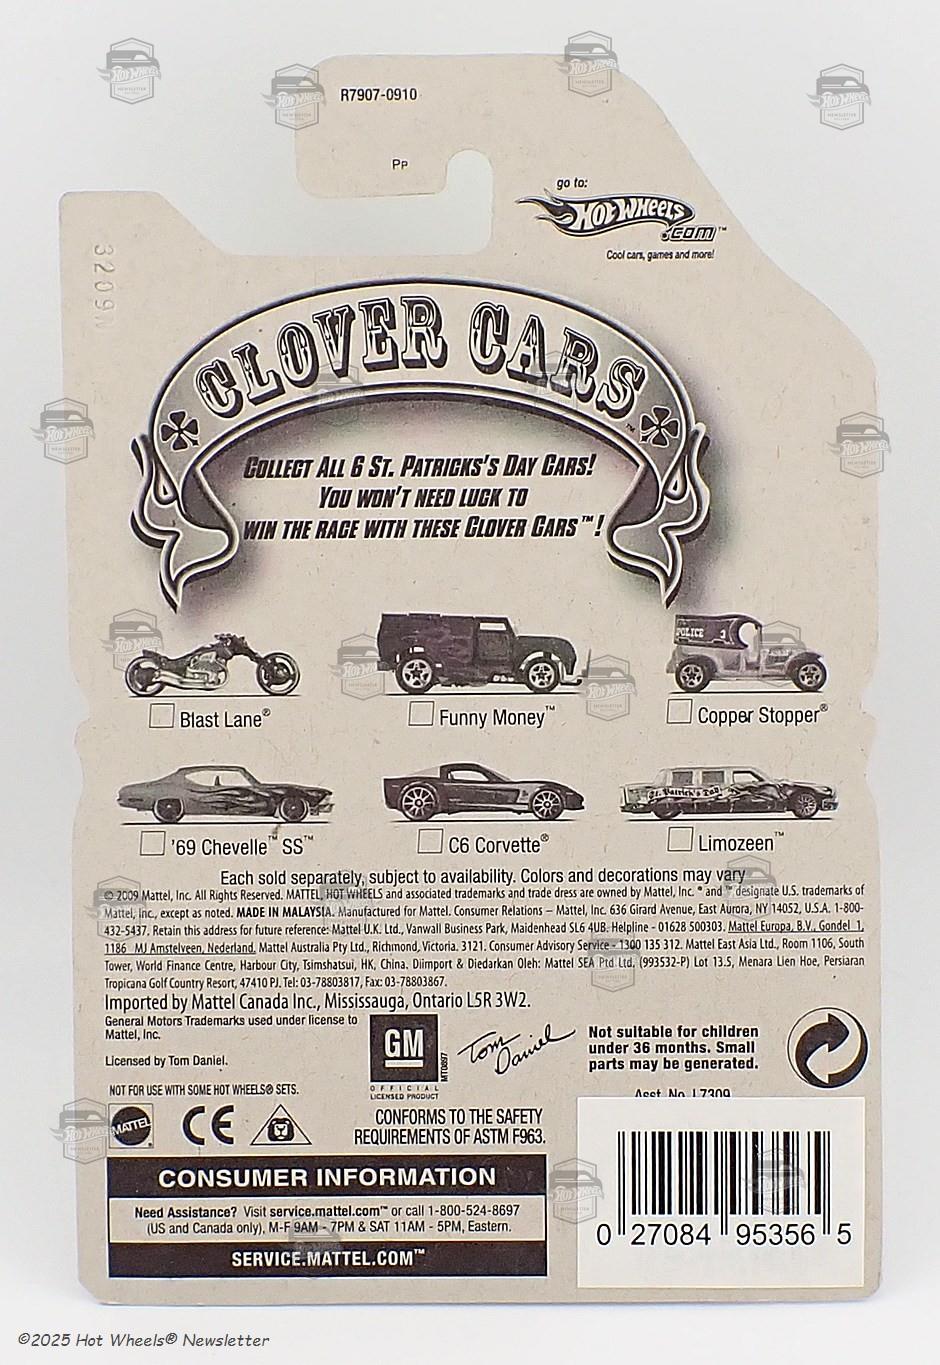 R7907-0910
Pp
go to:
Hot Wheels
.com™
Cool cars, games and more!
3209
CLOVER CARS™
Collect All 6 St. Patricks's Day Cars!
You won't need luck to
win the race with these Clover Cars™!
POLICE 3
Blast Lane®
Funny Money™
Copper Stopper®
St. Patrick's Day
'69 Chevelle™ SS™
C6 Corvette®
Limozeen™
Each sold separately, subject to availability. Colors and decorations may vary
© 2009 Mattel, Inc. All Rights Reserved. MATTEL, HOT WHEELS and associated trademarks and trade dress are owned by Mattel, Inc. ® and ™ designate U.S. trademarks of
Mattel, Inc., except as noted. MADE IN MALAYSIA. Manufactured for Mattel. Consumer Relations – Mattel, Inc. 636 Girard Avenue, East Aurora, NY 14052, U.S.A. 1-800-
432-5437. Retain this address for future reference: Mattel U.K. Ltd., Vanwall Business Park, Maidenhead SL6 4UB. Helpline - 01628 500303. Mattel Europa, B.V., Gondel 1,
1186 MJ Amstelveen, Nederland. Mattel Australia Pty Ltd., Richmond, Victoria. 3121. Consumer Advisory Service - 1300 135 312. Mattel East Asia Ltd., Room 1106, South
Tower, World Finance Centre, Harbour City, Tsimshatsui, HK, China. Diimport & Diedarkan Oleh: Mattel SEA Ptd Ltd. (993532-P) Lot 13.5, Menara Lien Hoe, Persiaran
Tropicana Golf Country Resort, 47410 PJ. Tel: 03-78803817, Fax: 03-78803867.
Imported by Mattel Canada Inc., Mississauga, Ontario L5R 3W2.
General Motors Trademarks used under license to
Mattel, Inc.
Licensed by Tom Daniel.
GM
OFFICIAL
LICENSED PRODUCT
MT0897
Tom Daniel
Not suitable for children
under 36 months. Small
parts may be generated.
NOT FOR USE WITH SOME HOT WHEELS® SETS.
Asst. No. L7309
MATTEL
CE
CONFORMS TO THE SAFETY
REQUIREMENTS OF ASTM F963.
CONSUMER INFORMATION
Need Assistance? Visit service.mattel.com™ or call 1-800-524-8697
(US and Canada only), M-F 9AM - 7PM & SAT 11AM - 5PM, Eastern.
SERVICE.MATTEL.COM™
0 27084 95356 5
©2025 Hot Wheels® Newsletter